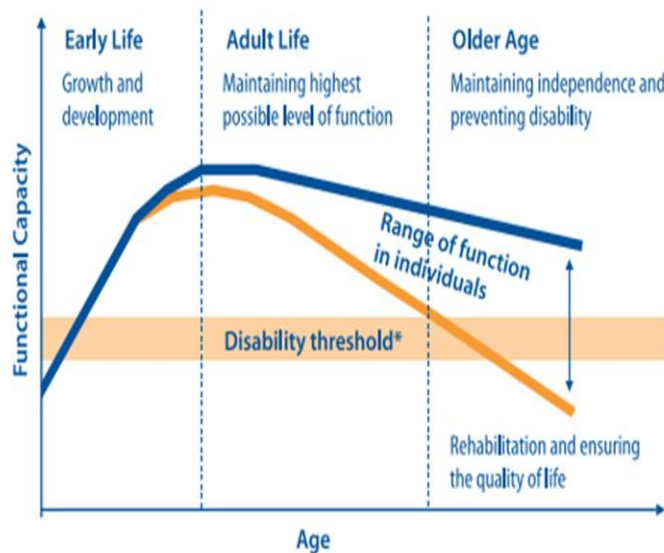 Early Life
Growth and
development
Adult Life
Maintaining highest
possible level of function
Older Age
Maintaining independence and
preventing disability
Functional Capacity
Range of function
in individuals
Disability threshold*
Rehabilitation and ensuring
the quality of life
Age